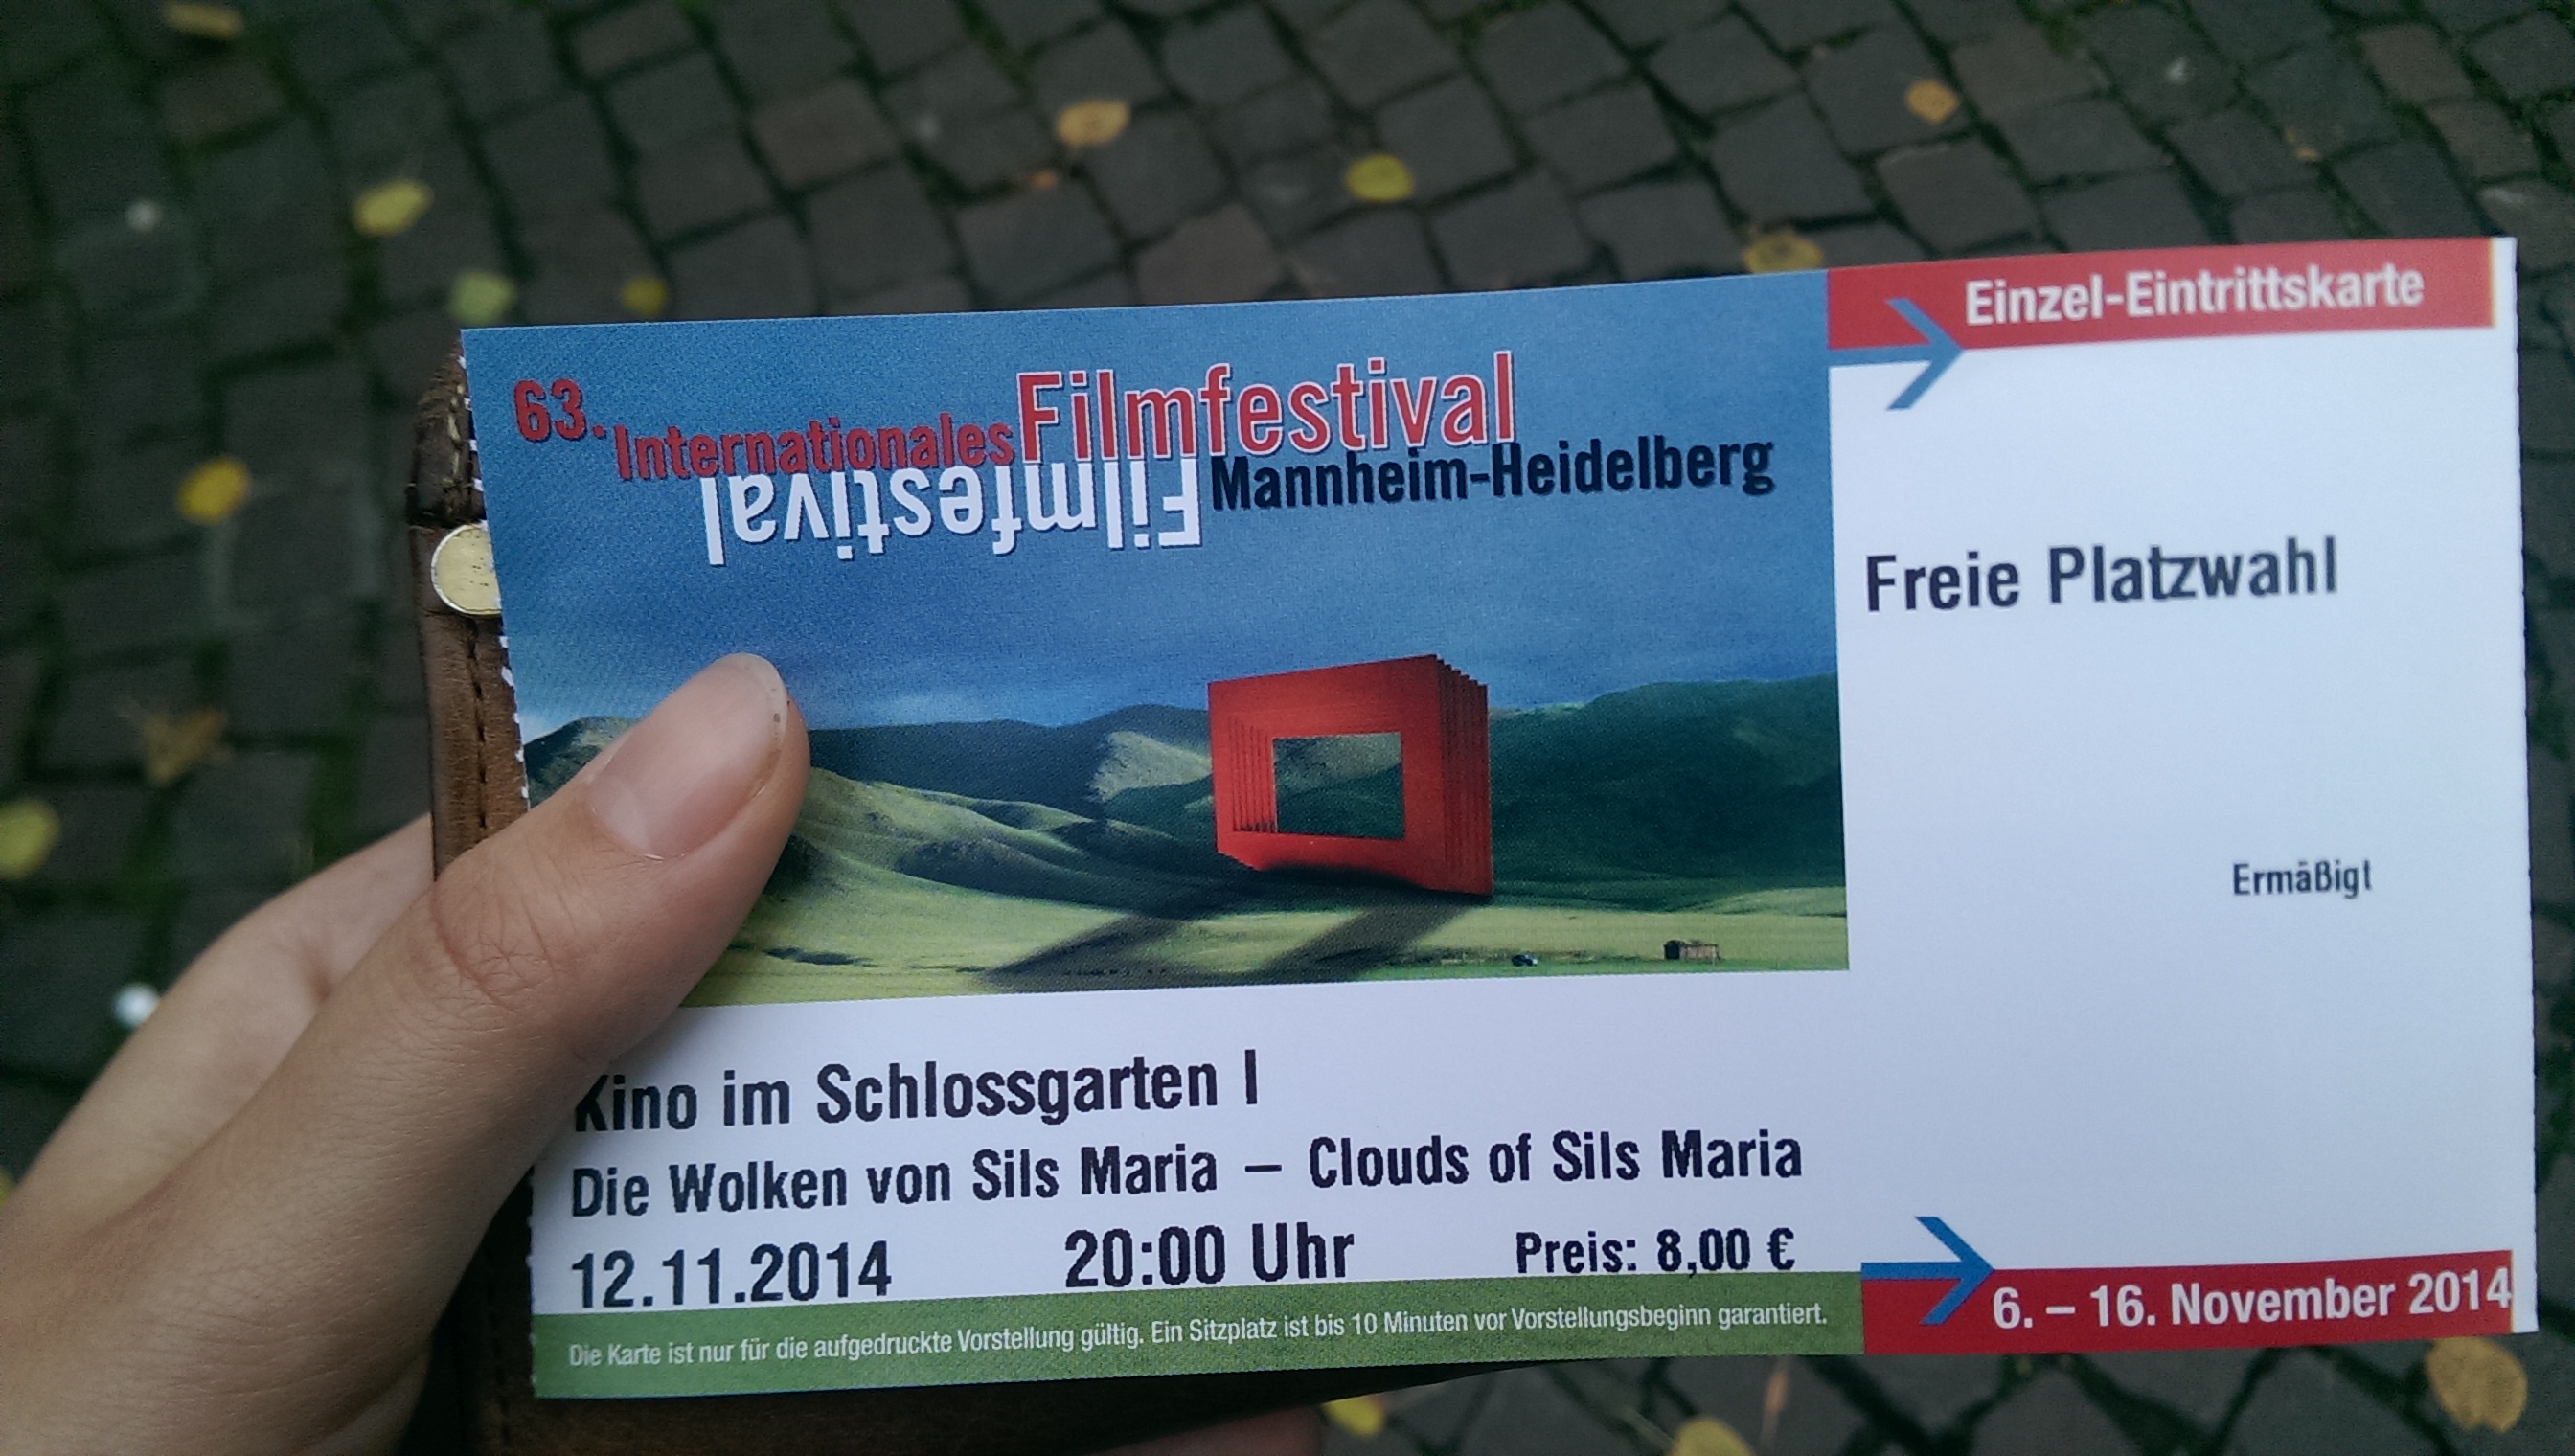 63. Internationales Filmfestival
Filmfestival Mannheim-Heidelberg
Einzel-Eintrittskarte
Freie Platzwahl
Ermäßigt
Kino im Schlossgarten I
Die Wolken von Sils Maria – Clouds of Sils Maria
12.11.2014 20:00 Uhr Preis: 8,00 €
Die Karte ist nur für die aufgedruckte Vorstellung gültig. Ein Sitzplatz ist bis 10 Minuten vor Vorstellungsbeginn garantiert.
6. – 16. November 2014